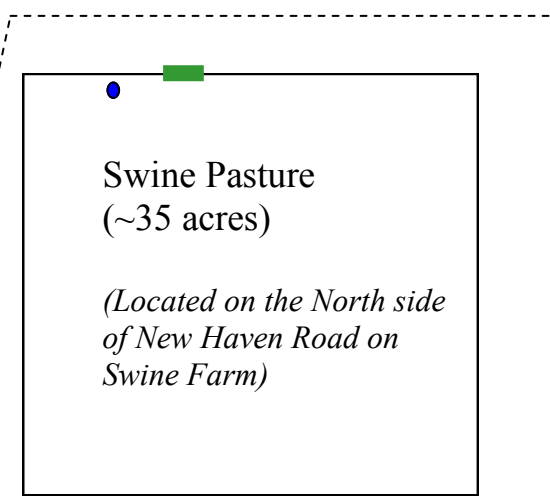 Swine Pasture
(~35 acres)
(Located on the North side
of New Haven Road on
Swine Farm)